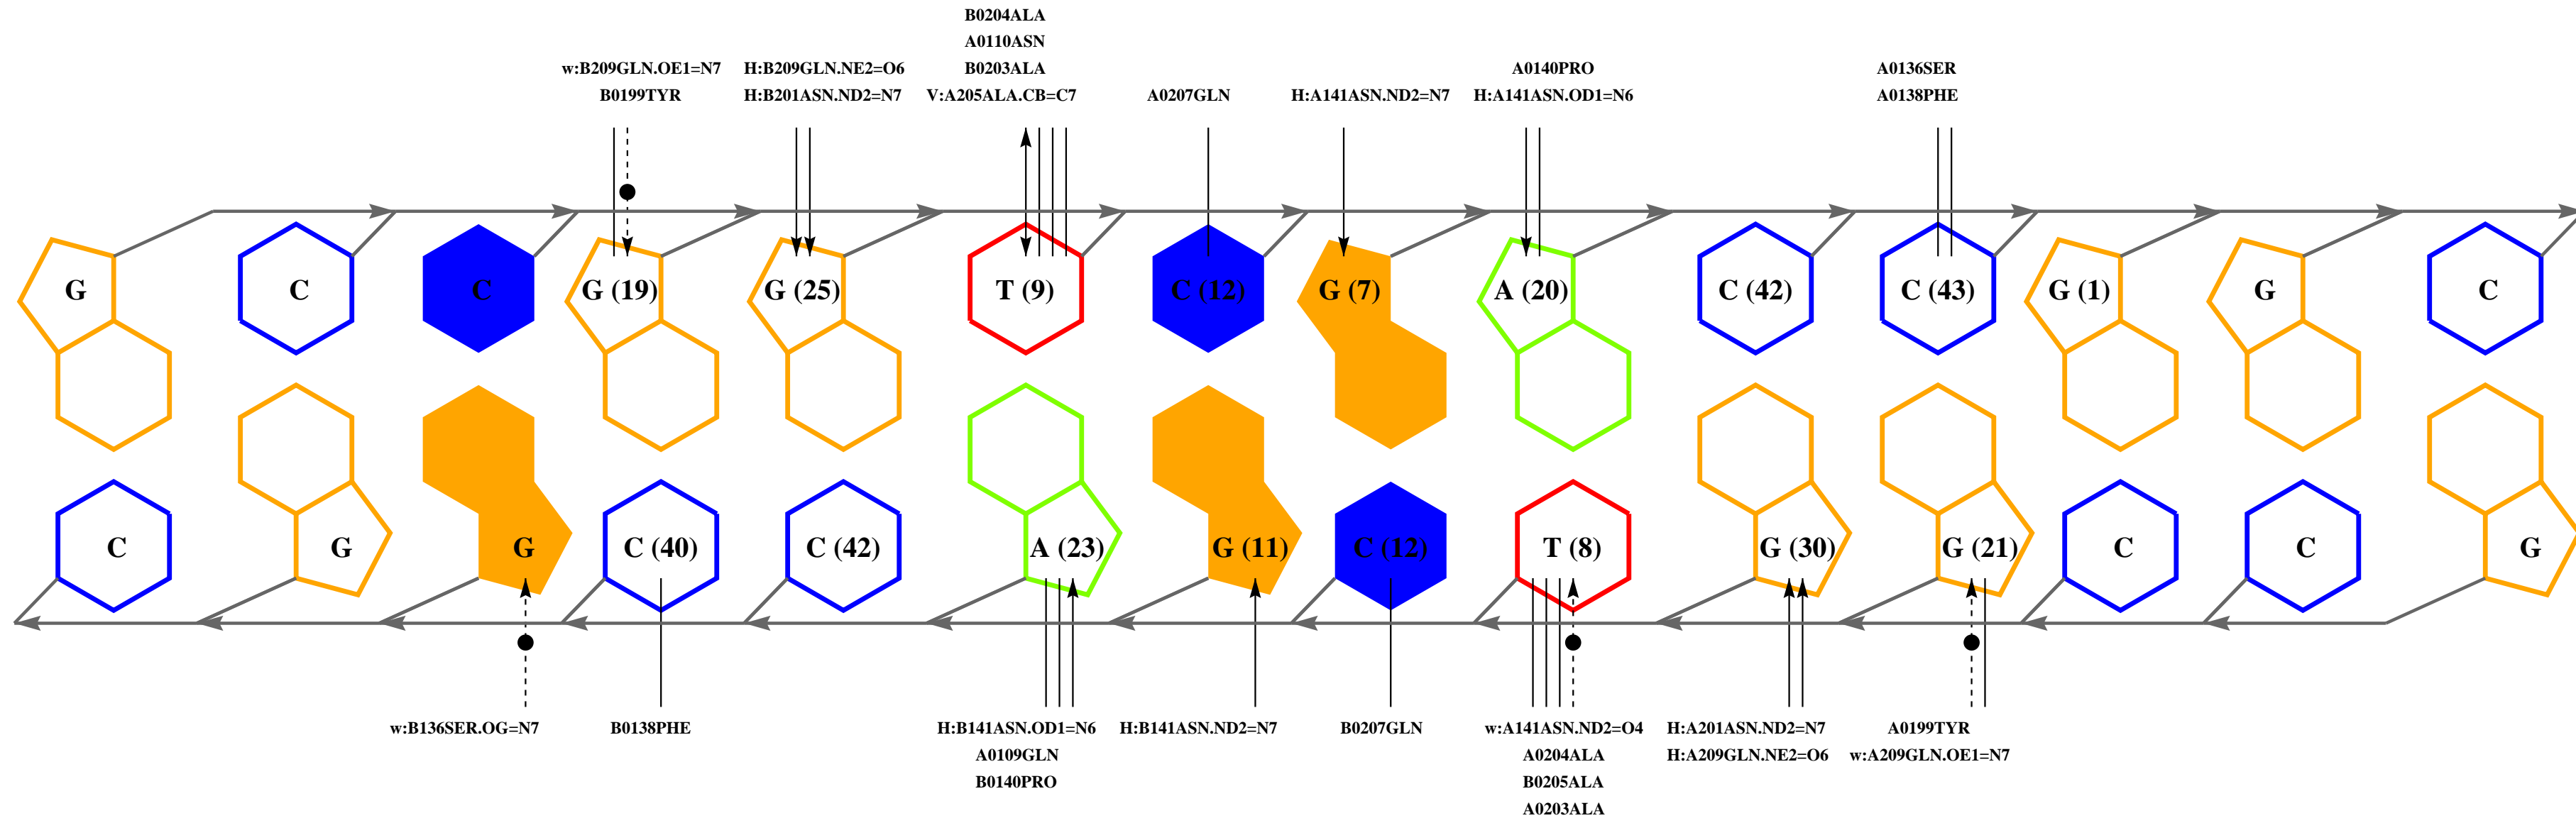 B0204ALA
A0110ASN
w:B209GLN.OE1=N7 H:B209GLN.NE2=O6 B0203ALA A0140PRO A0136SER
B0199TYR H:B201ASN.ND2=N7 V:A205ALA.CB=C7 A0207GLN H:A141ASN.ND2=N7 H:A141ASN.OD1=N6 A0138PHE
G C C G (19) G (25) T (9) C (12) G (7) A (20) C (42) C (43) G (1) G C
C G G C (40) C (42) A (23) G (11) C (12) T (8) G (30) G (21) C C G
w:B136SER.OG=N7 B0138PHE H:B141ASN.OD1=N6 H:B141ASN.ND2=N7 B0207GLN w:A141ASN.ND2=O4 H:A201ASN.ND2=N7 A0199TYR
A0109GLN A0204ALA H:A209GLN.NE2=O6 w:A209GLN.OE1=N7
B0140PRO B0205ALA
A0203ALA